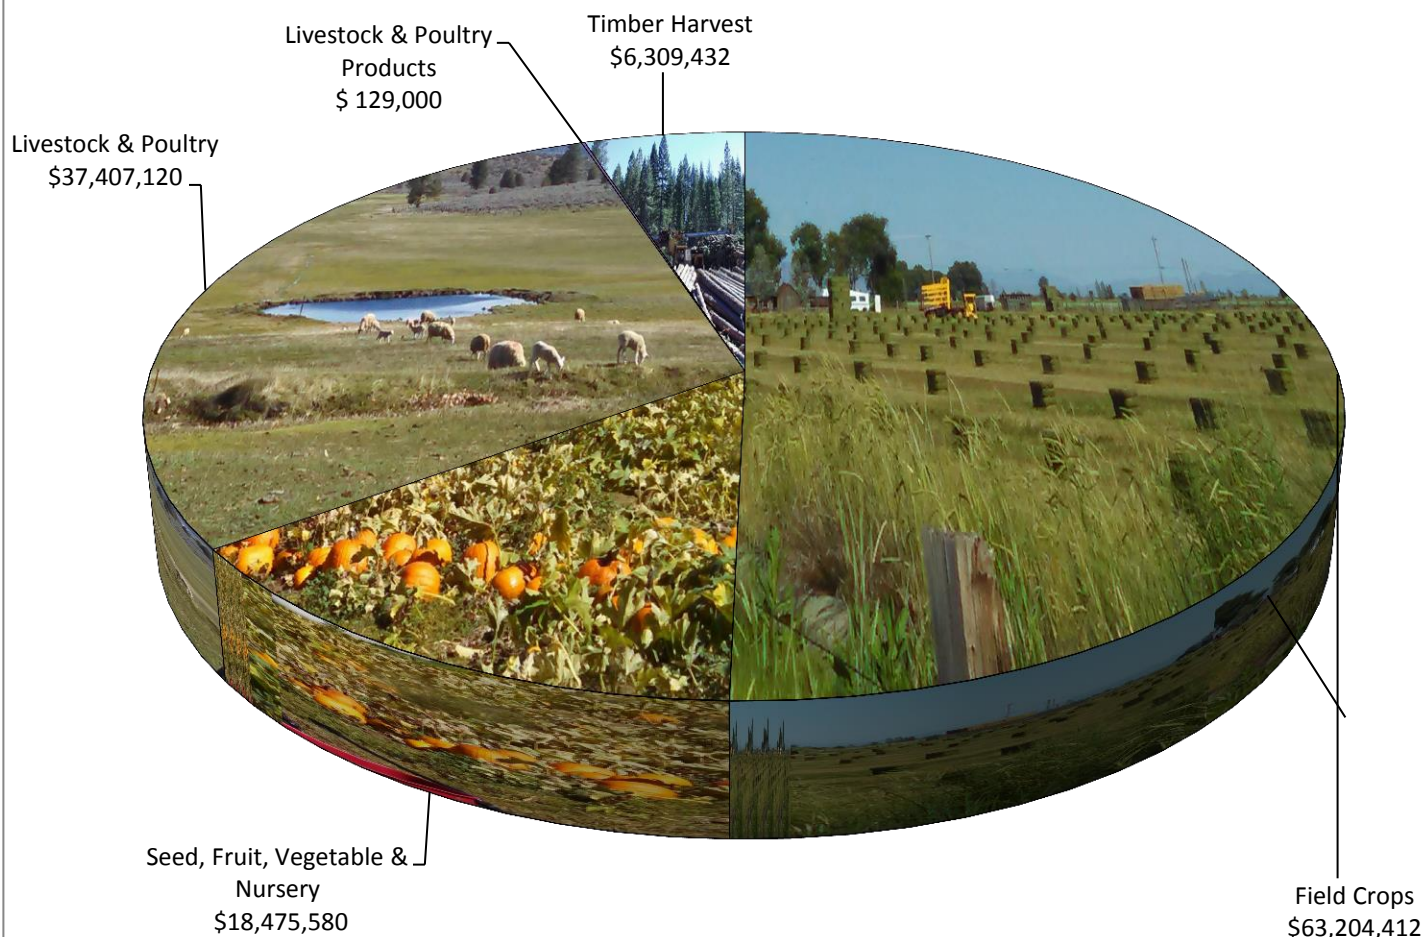 Timber Harvest
$6,309,432
Livestock & Poultry
Products
$ 129,000
Livestock & Poultry
$37,407,120
Seed, Fruit, Vegetable &
Nursery
$18,475,580
Field Crops
$63,204,412